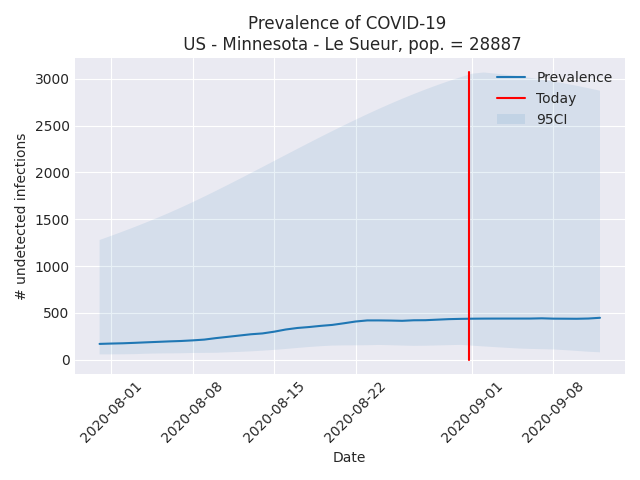 Prevalence of COVID-19
US - Minnesota - Le Sueur, pop. = 28887
3000
2500
2000
1500
1000
500
0
# undetected infections
Prevalence
Today
95CI
2020-08-01
2020-08-08
2020-08-15
2020-08-22
2020-09-01
2020-09-08
Date